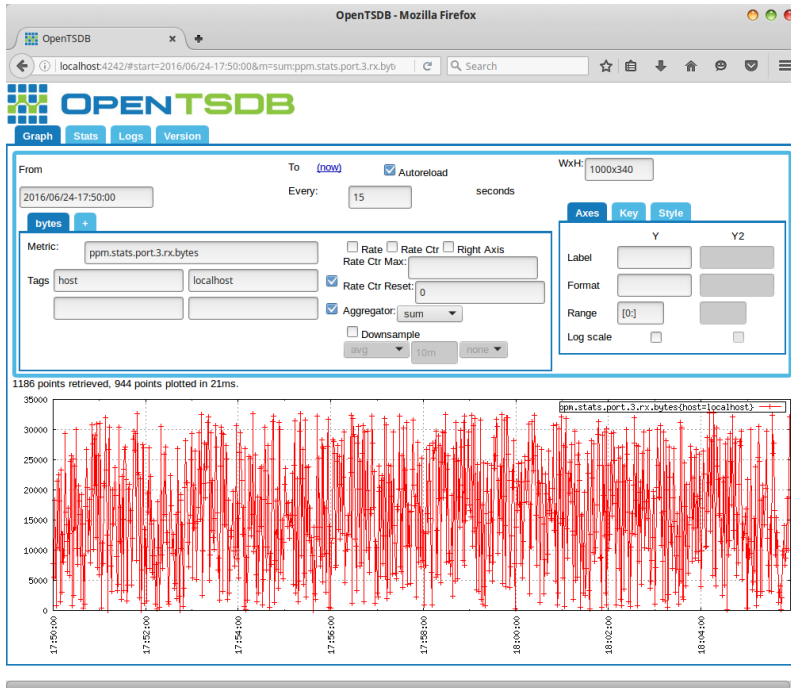 OpenTSDB - Mozilla Firefox
OpenTSDB x +
localhost:4242/#start=2016/06/24-17:50:00&m=sum:ppm.stats.port.3.rx.byt Search
OPENTSDB
Graph Stats Logs Version
From To (now) Autoreload WxH: 1000x340
2016/06/24-17:50:00 Every: 15 seconds
bytes + Axes Key Style
Y Y2
Metric: ppm.stats.port.3.rx.bytes Rate Rate Ctr Right Axis
Rate Ctr Max: Label
Tags host localhost Rate Ctr Reset: 0 Format
Aggregator: sum Range [0:]
Downsample Log scale
avg 10m none
1186 points retrieved, 944 points plotted in 21ms.
ppm.stats.port.3.rx.bytes{host=localhost}
35000
30000
25000
20000
15000
10000
5000
0
17:50:00 17:52:00 17:54:00 17:56:00 17:58:00 18:00:00 18:02:00 18:04:00